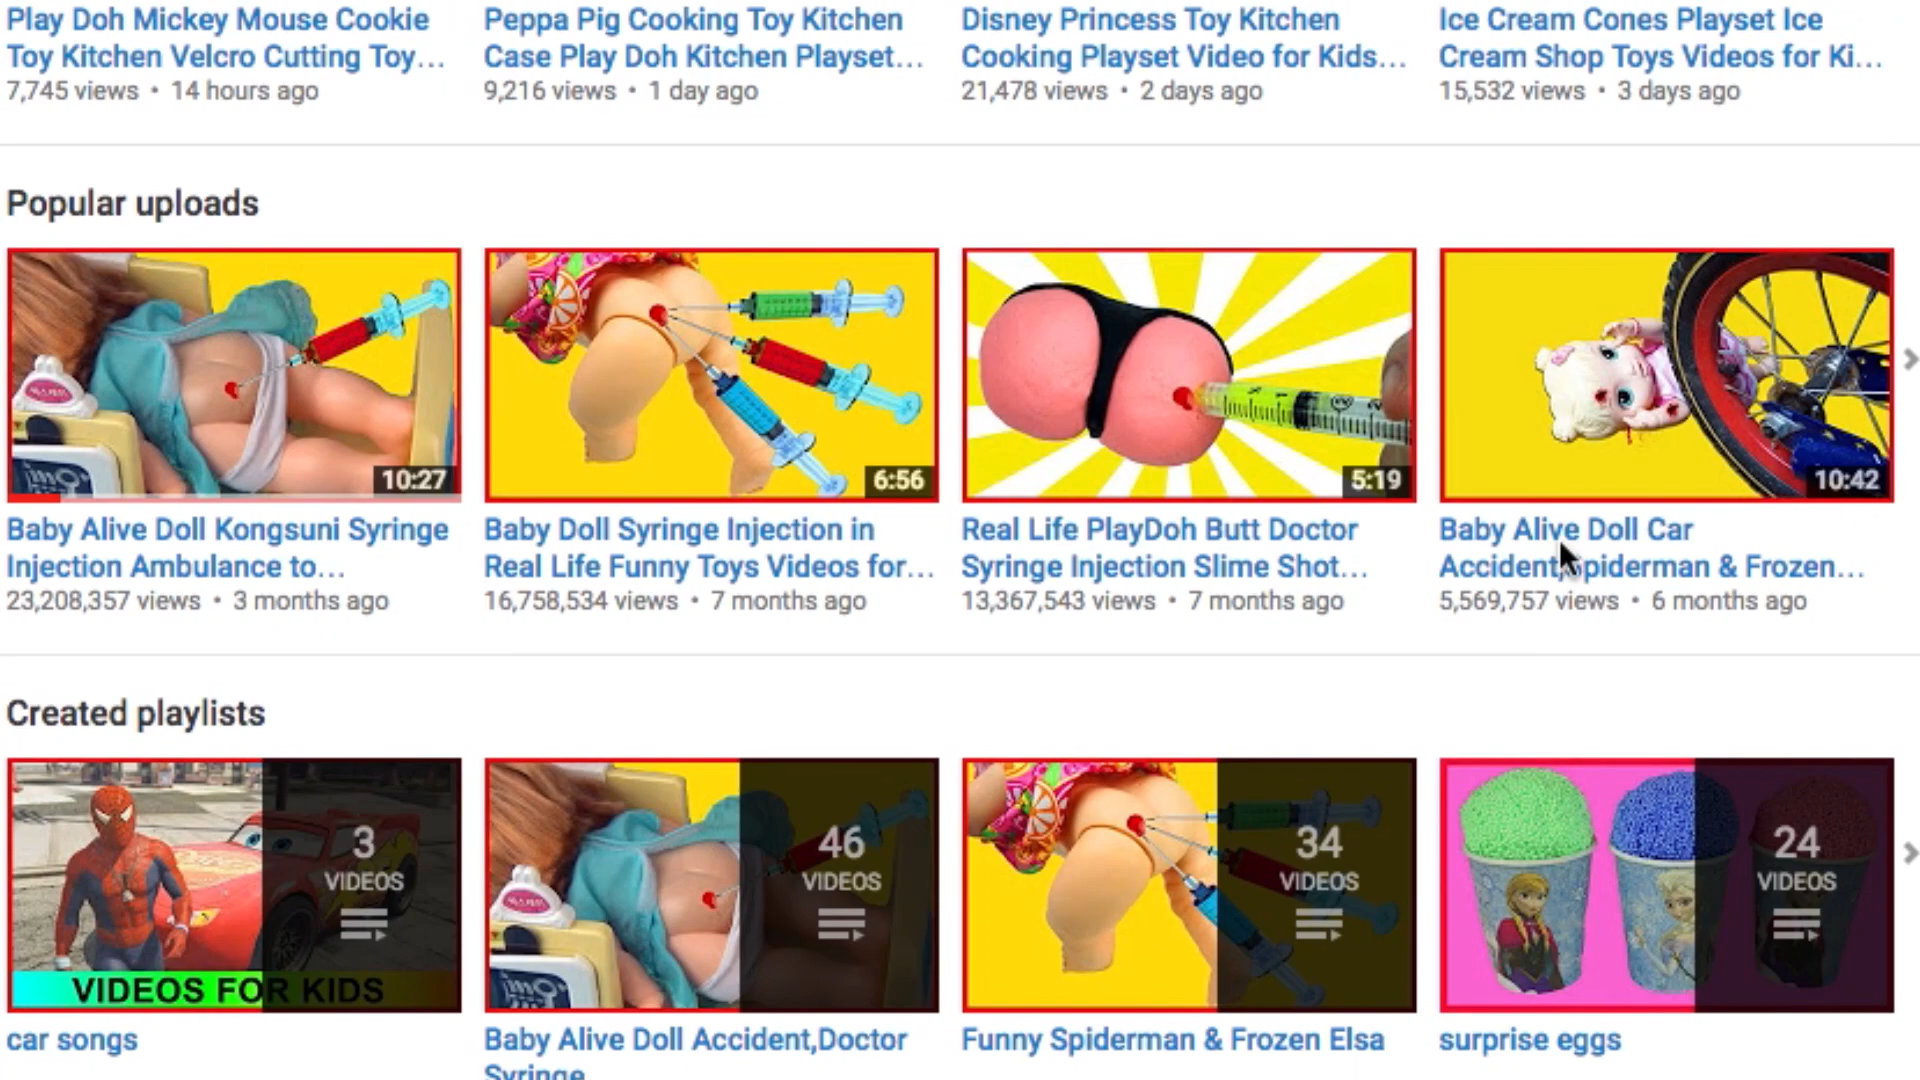 Play Doh Mickey Mouse Cookie
Toy Kitchen Velcro Cutting Toy...
7,745 views • 14 hours ago
Peppa Pig Cooking Toy Kitchen
Case Play Doh Kitchen Playset...
9,216 views • 1 day ago
Disney Princess Toy Kitchen
Cooking Playset Video for Kids...
21,478 views • 2 days ago
Ice Cream Cones Playset Ice
Cream Shop Toys Videos for Ki...
15,532 views • 3 days ago
Popular uploads
10:27
6:56
5:19
10:42
Baby Alive Doll Kongsuni Syringe
Injection Ambulance to...
23,208,357 views • 3 months ago
Baby Doll Syringe Injection in
Real Life Funny Toys Videos for...
16,758,534 views • 7 months ago
Real Life PlayDoh Butt Doctor
Syringe Injection Slime Shot...
13,367,543 views • 7 months ago
Baby Alive Doll Car
Accident, Spiderman & Frozen...
5,569,757 views • 6 months ago
Created playlists
3
VIDEOS
VIDEOS FOR KIDS
46
VIDEOS
34
VIDEOS
24
VIDEOS
car songs
Baby Alive Doll Accident,Doctor
Syringe
Funny Spiderman & Frozen Elsa
surprise eggs